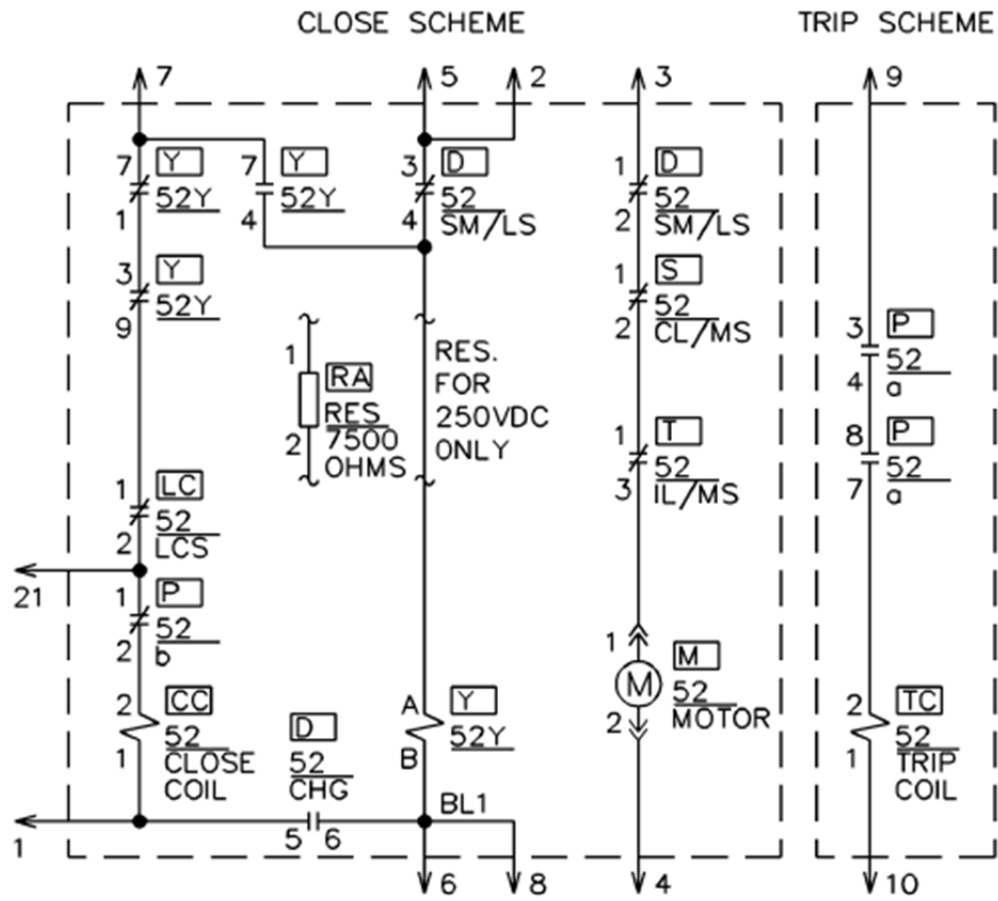 CLOSE SCHEME
TRIP SCHEME
7
5
2
3
9
7
Y
52Y
1
7
Y
52Y
4
3
D
52
SM/LS
4
1
D
52
SM/LS
2
3
Y
52Y
9
1
S
52
CL/MS
2
1
RA
RES
7500
OHMS
2
RES.
FOR
250VDC
ONLY
3
P
52
a
4
1
T
52
IL/MS
3
8
P
52
a
7
1
LC
52
LCS
2
21
1
P
52
b
2
1
M
M
52
MOTOR
2
2
CC
52
CLOSE
COIL
1
D
52
CHG
5 6
A
Y
52Y
B
BL1
2
TC
52
TRIP
COIL
1
1
6
8
4
10